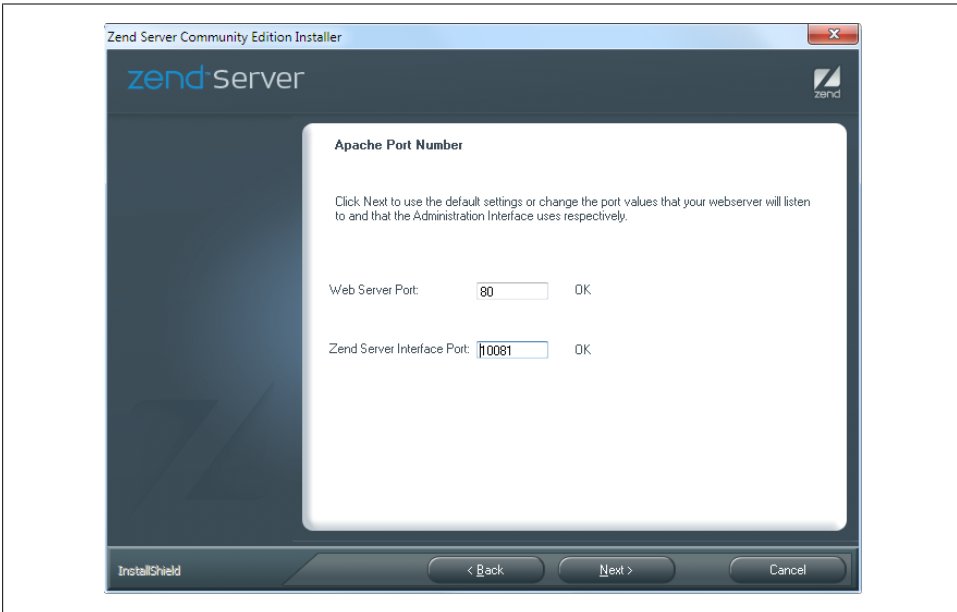 Zend Server Community Edition Installer
zend Server
zend
Apache Port Number
Click Next to use the default settings or change the port values that your webserver will listen
to and that the Administration Interface uses respectively.
Web Server Port: 80 OK
Zend Server Interface Port: 10081 OK
InstallShield < Back Next > Cancel